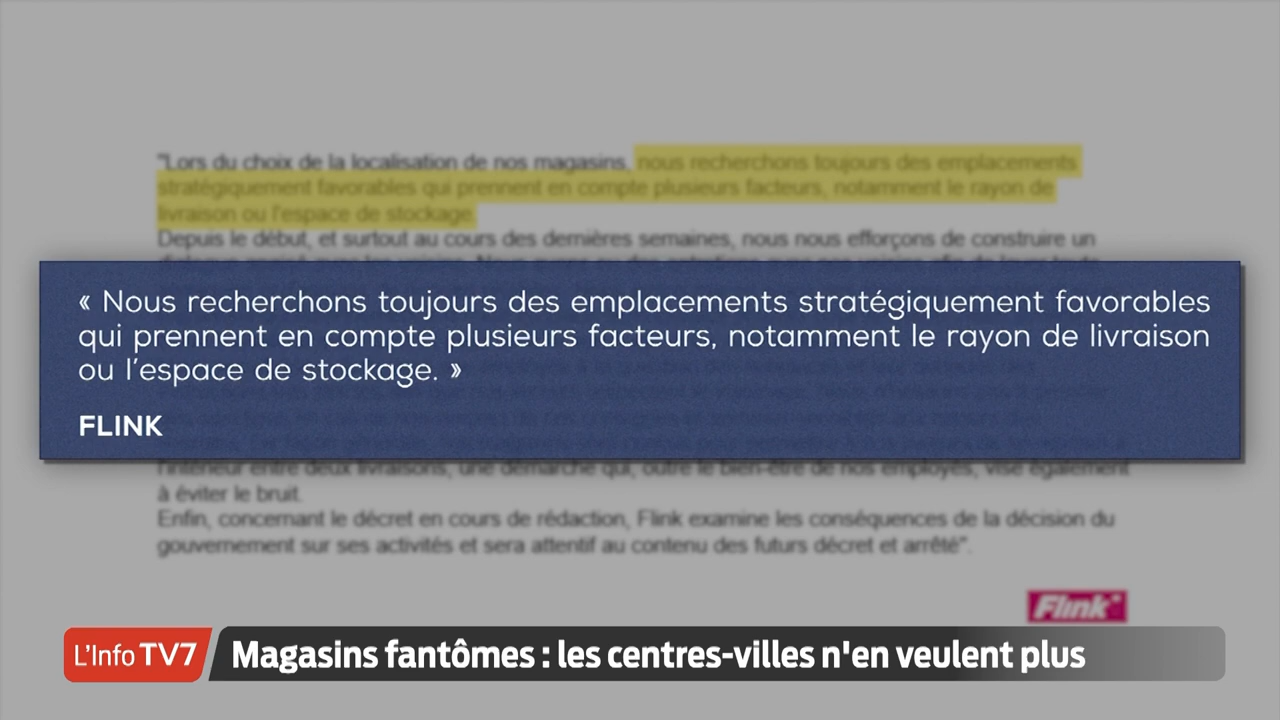 "Lors du choix de la localisation de nos magasins, nous recherchons toujours des emplacements
stratégiquement favorables qui prennent en compte plusieurs facteurs, notamment le rayon de
livraison ou l'espace de stockage.
Depuis le début, et surtout au cours des dernières semaines, nous nous efforçons de construire un
« Nous recherchons toujours des emplacements stratégiquement favorables
qui prennent en compte plusieurs facteurs, notamment le rayon de livraison
ou l'espace de stockage. »
FLINK
l'intérieur entre deux livraisons, une démarche qui, outre le bien-être de nos employés, vise également
à éviter le bruit.
Enfin, concernant le décret en cours de rédaction, Flink examine les conséquences de la décision du
gouvernement sur ses activités et sera attentif au contenu des futurs décret et arrêté".
Flink
L'Info TV7
Magasins fantômes : les centres-villes n'en veulent plus